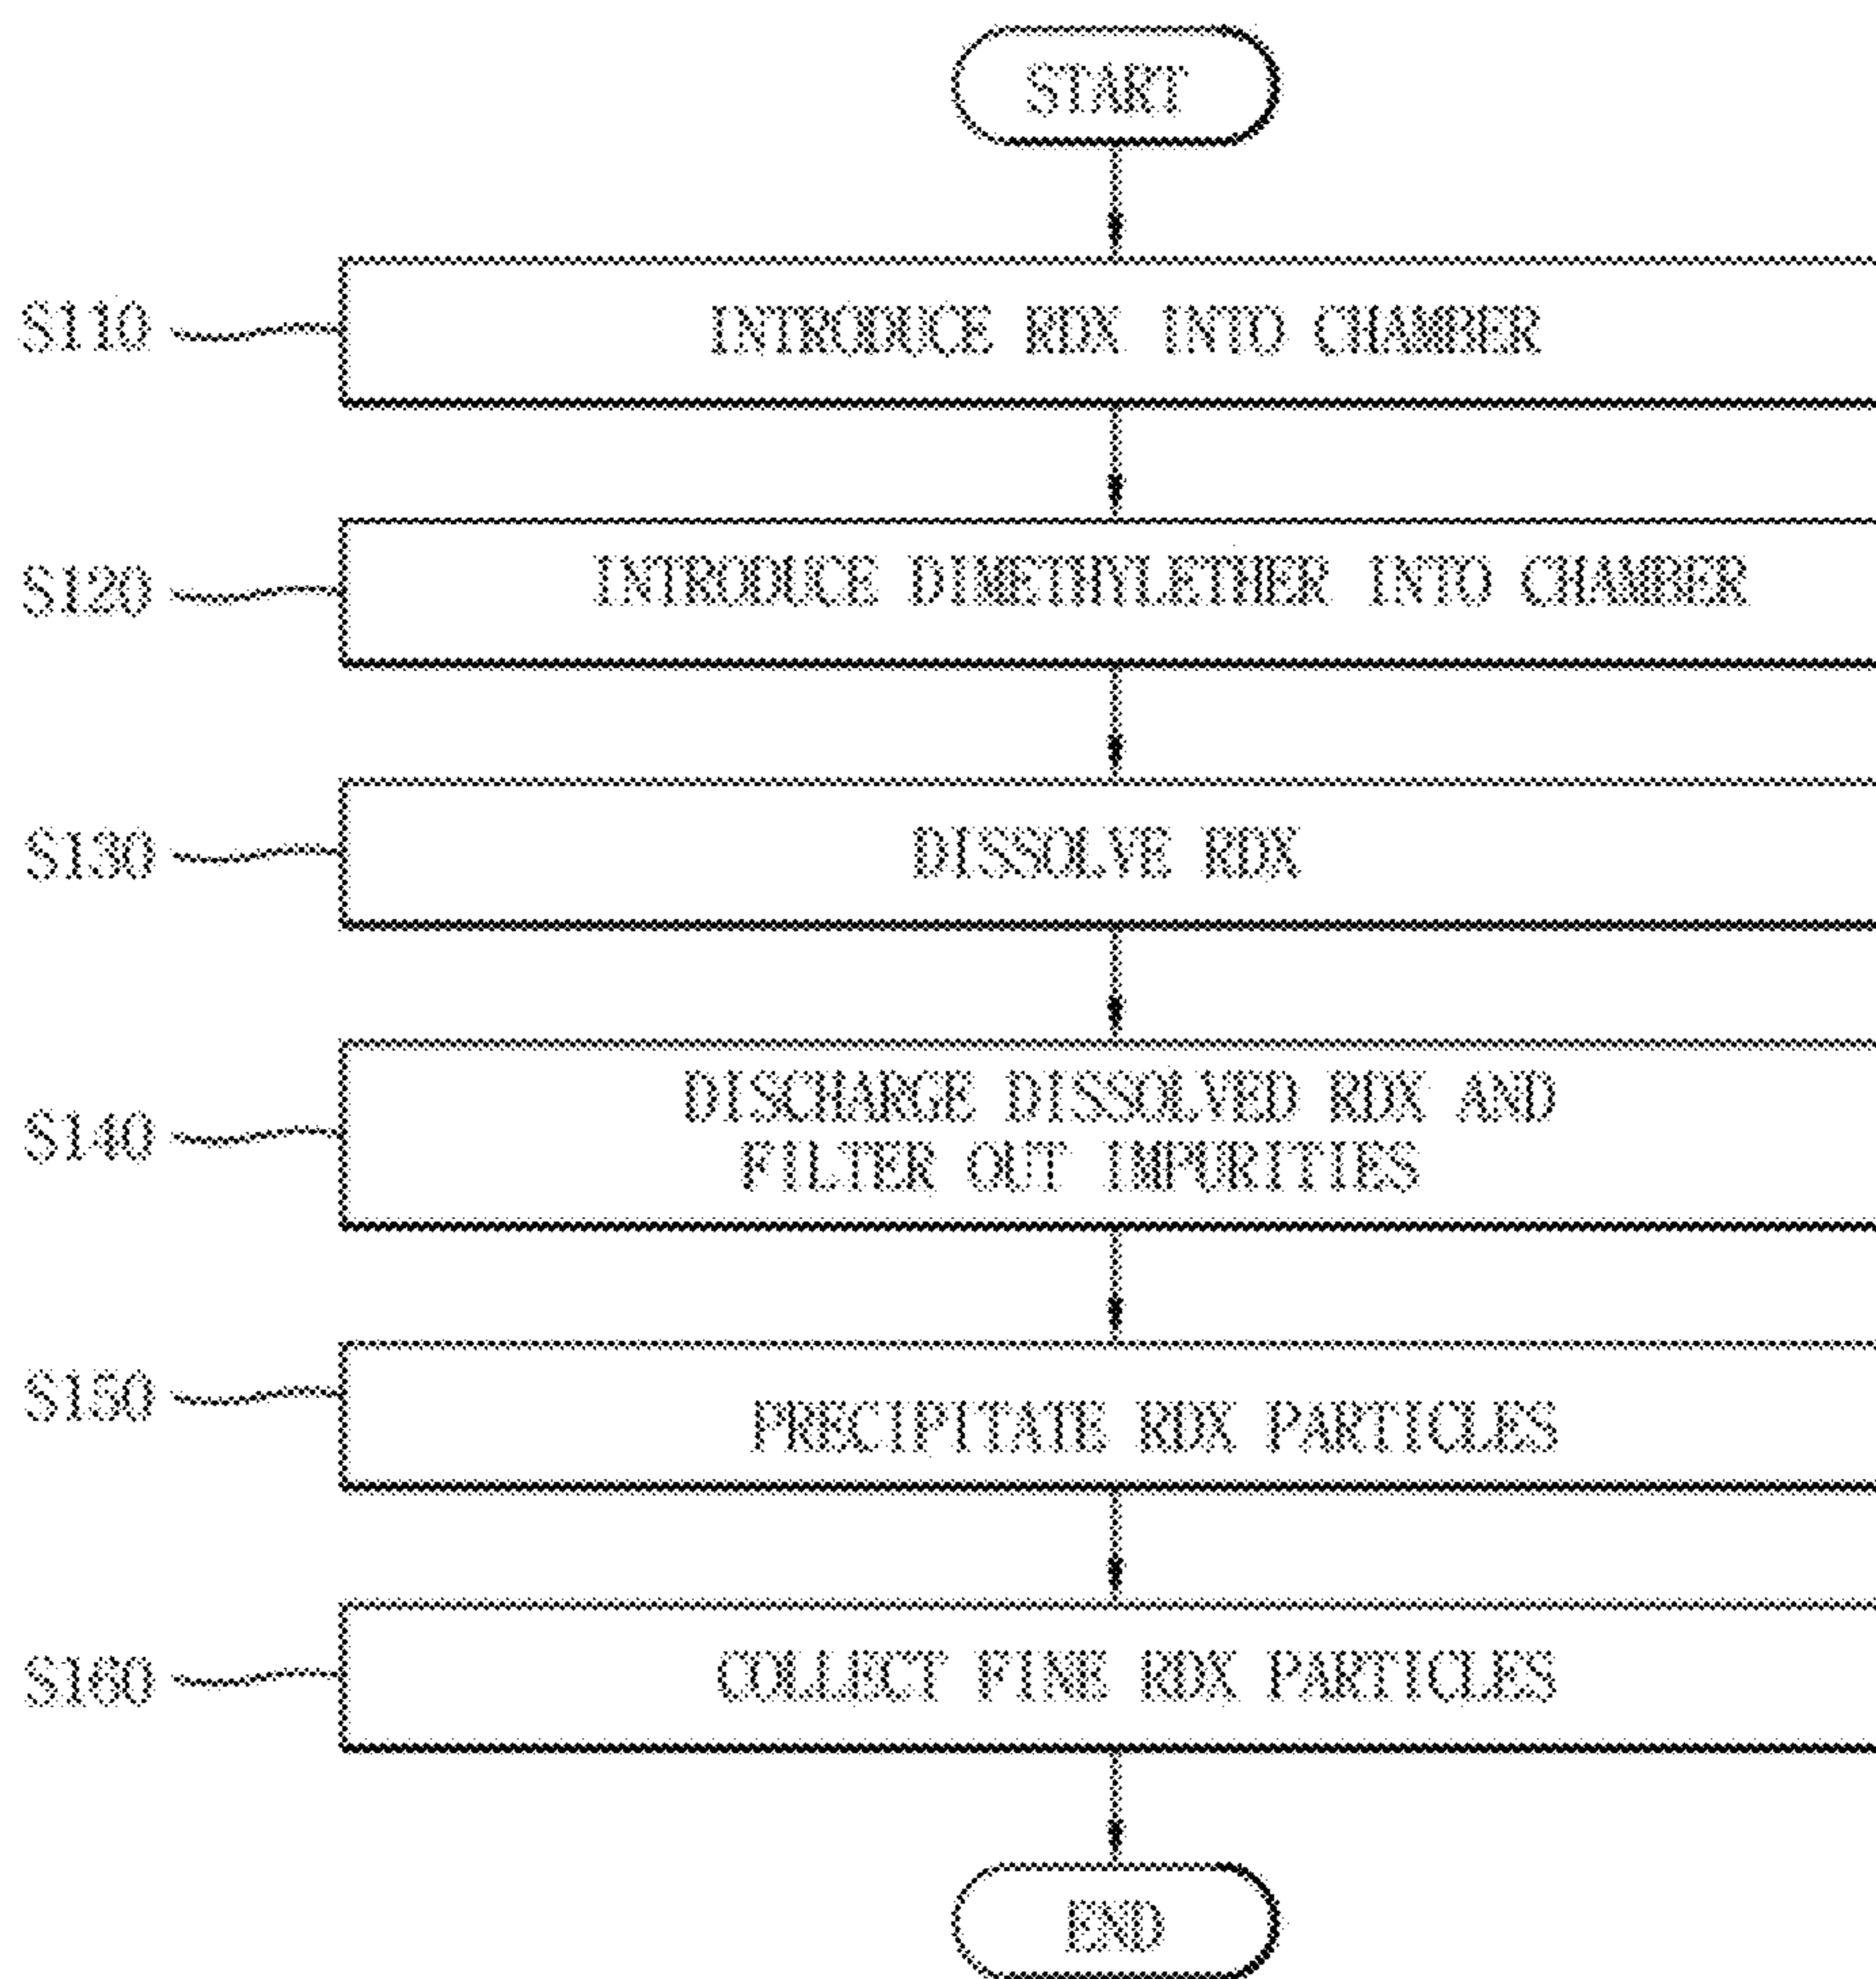 START
S110
INTRODUCE RDX INTO CHAMBER
S120
INTRODUCE DIMETHYLETHER INTO CHAMBER
S130
DISSOLVE RDX
S140
DISCHARGE DISSOLVED RDX AND
FILTER OUT IMPURITIES
S150
PRECIPITATE RDX PARTICLES
S160
COLLECT FINE RDX PARTICLES
END